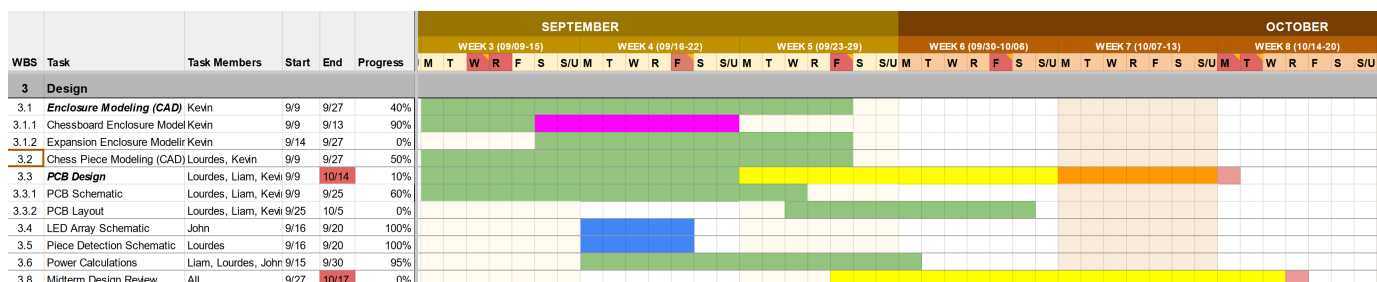 SEPTEMBER OCTOBER
WEEK 3 (09/09-15) WEEK 4 (09/16-22) WEEK 5 (09/23-29) WEEK 6 (09/30-10/06) WEEK 7 (10/07-13) WEEK 8 (10/14-20)
WBS Task Task Members Start End Progress M T W R F S S/U M T W R F S S/U M T W R F S S/U M T W R F S S/U M T W R F S S/U M T W R F S S/U
3 Design
3.1 Enclosure Modeling (CAD) Kevin 9/9 9/27 40%
3.1.1 Chessboard Enclosure Model Kevin 9/9 9/13 90%
3.1.2 Expansion Enclosure Modelin Kevin 9/14 9/27 0%
3.2 Chess Piece Modeling (CAD) Lourdes, Kevin 9/9 9/27 50%
3.3 PCB Design Lourdes, Liam, Kevi 9/9 10/14 10%
3.3.1 PCB Schematic Lourdes, Liam, Kevi 9/9 9/25 60%
3.3.2 PCB Layout Lourdes, Liam, Kevi 9/25 10/5 0%
3.4 LED Array Schematic John 9/16 9/20 100%
3.5 Piece Detection Schematic Lourdes 9/16 9/20 100%
3.6 Power Calculations Liam, Lourdes, John 9/15 9/30 95%
3.8 Midterm Design Review All 9/27 10/17 0%